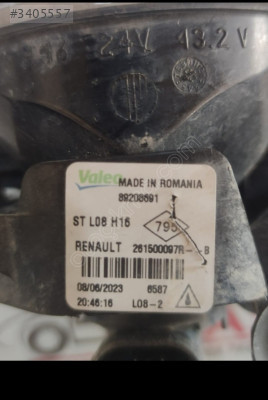 #3405557
24V 13.2 V
Valeo MADE IN ROMANIA
89208691
ST L08 H16 795
RENAULT 261500097R-- B
08/06/2023 6587
20:46:16 L08-2